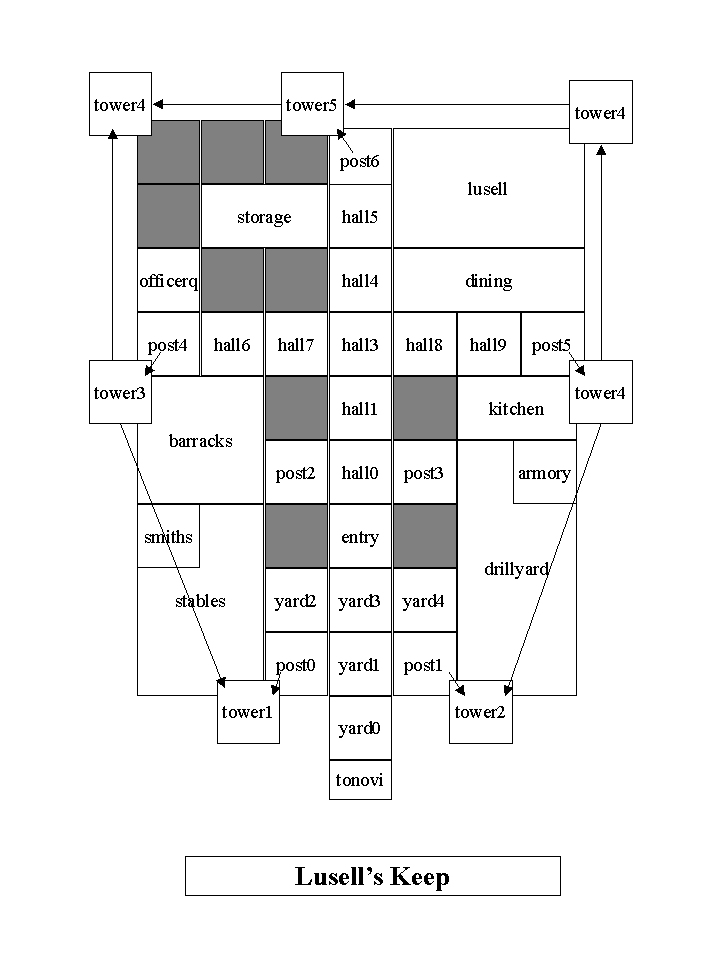 tower4
tower5
tower4
post6
lusell
storage
hall5
officerq
hall4
dining
post4
hall6
hall7
hall3
hall8
hall9
post5
tower3
tower4
hall1
kitchen
barracks
post2
hall0
post3
armory
smiths
entry
drillyard
stables
yard2
yard3
yard4
post0
yard1
post1
tower1
tower2
yard0
tonovi
Lusell's Keep